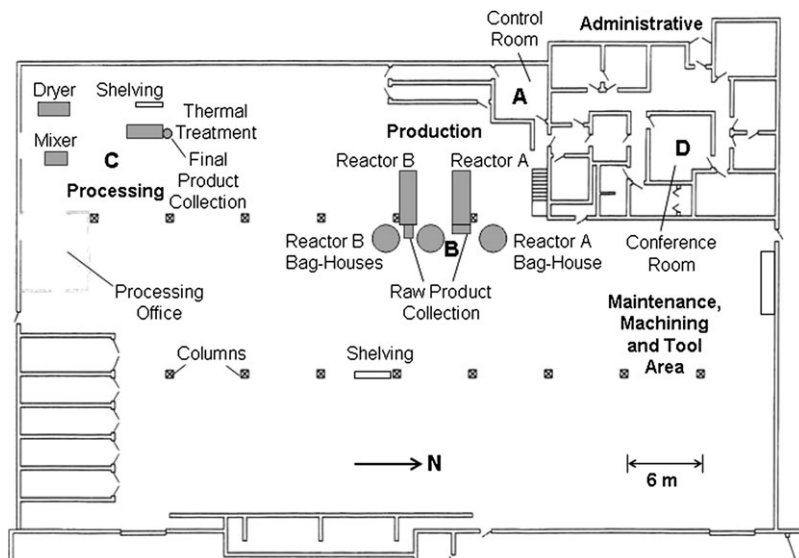 Control
Room
Administrative
A
Dryer
Shelving
Thermal
Treatment
Mixer
C
Final
Product
Collection
Processing
Production
Reactor B
Reactor A
D
Reactor B
Bag-Houses
B
Reactor A
Bag-House
Raw Product
Collection
Conference
Room
Processing
Office
Maintenance,
Machining
and Tool
Area
Columns
Shelving
N
6 m